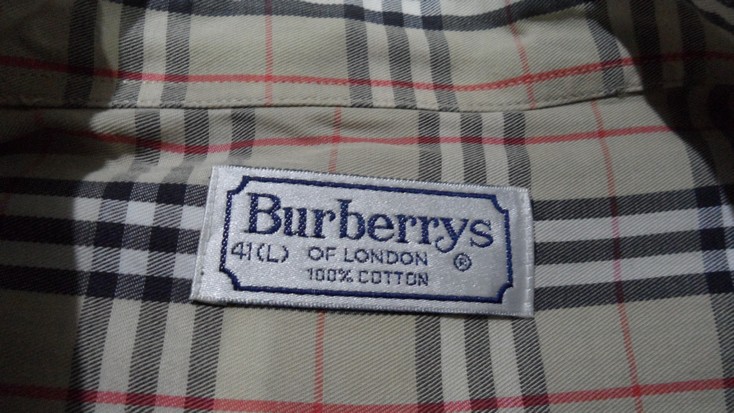 Burberrys
41(L) OF LONDON ®
100% COTTON